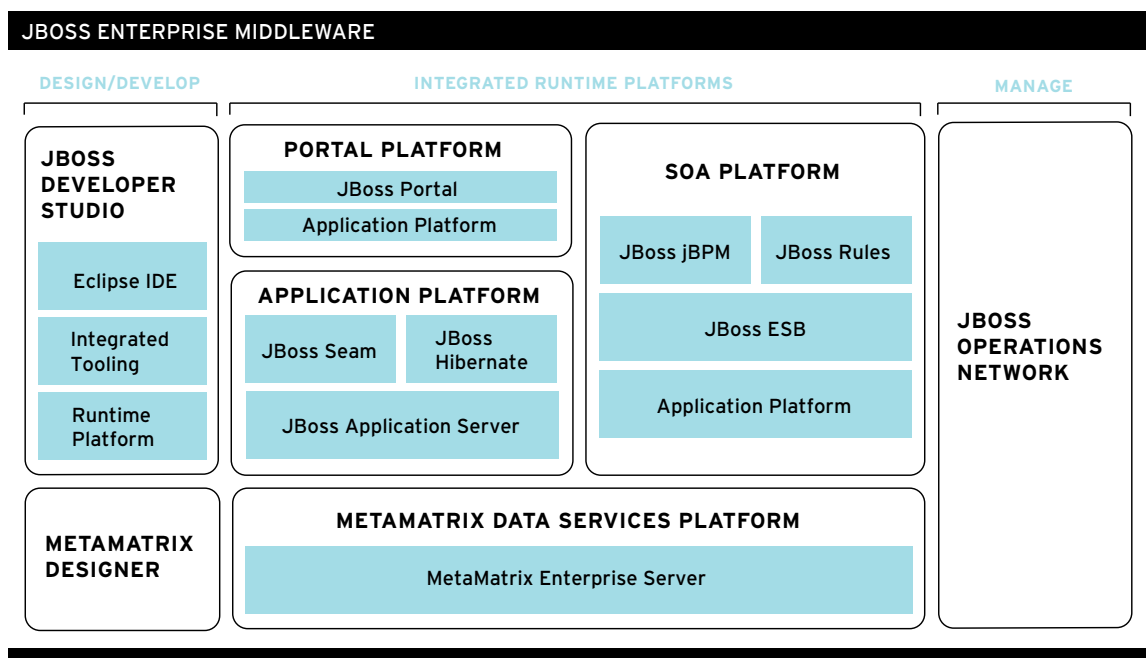 JBOSS ENTERPRISE MIDDLEWARE
DESIGN/DEVELOP
INTEGRATED RUNTIME PLATFORMS
MANAGE
JBOSS
DEVELOPER
STUDIO
Eclipse IDE
Integrated
Tooling
Runtime
Platform
METAMATRIX
DESIGNER
PORTAL PLATFORM
JBoss Portal
Application Platform
APPLICATION PLATFORM
JBoss Seam
JBoss
Hibernate
JBoss Application Server
SOA PLATFORM
JBoss jBPM
JBoss Rules
JBoss ESB
Application Platform
METAMATRIX DATA SERVICES PLATFORM
MetaMatrix Enterprise Server
JBOSS
OPERATIONS
NETWORK